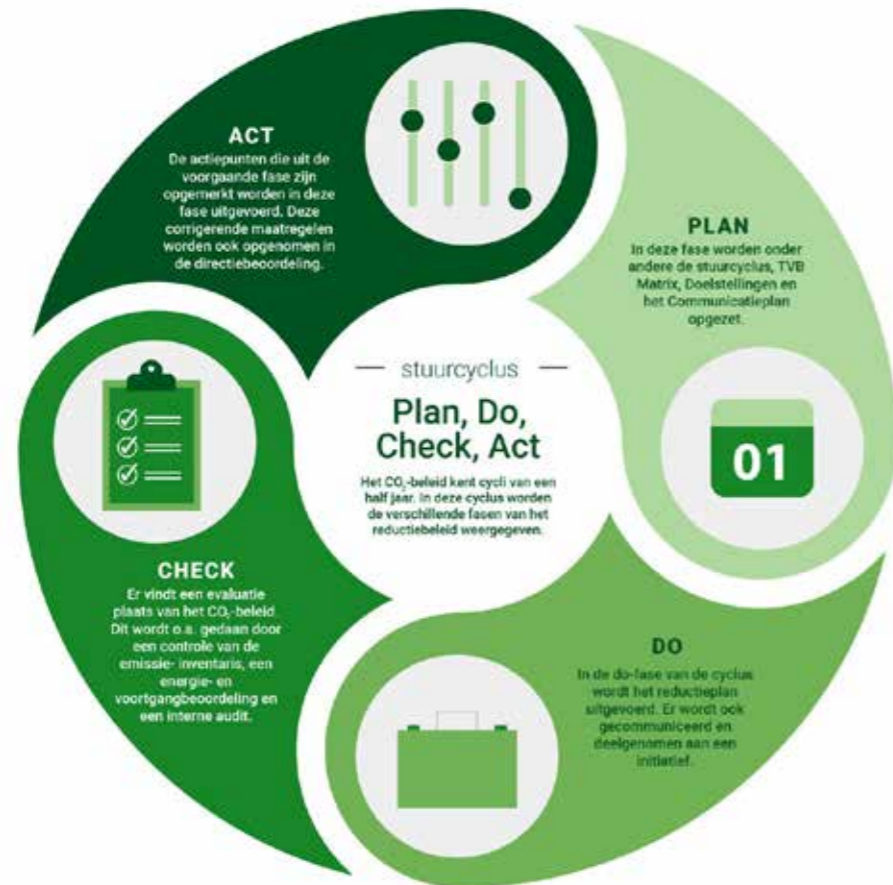 ACT
De actiepunten die uit de
voorgaande fase zijn
opgemerkt worden in deze
fase uitgevoerd. Deze
corrigerende maatregelen
worden ook opgenomen in
de directiebeoordeling.
PLAN
In deze fase worden onder
andere de stuurcyclus, TVB
Matrix, Doelstellingen en
het Communicatieplan
opgezet.
01
stuurcyclus
Plan, Do,
Check, Act
Het CO₂-beleid kent cycli van een
half jaar. In deze cyclus worden
de verschillende fasen van het
reductiebeleid weergegeven.
CHECK
Er vindt een evaluatie
plaats van het CO₂-beleid.
Dit wordt o.a. gedaan door
een controle van de
emissie- inventaris, een
energie- en
voortgangbeoordeling en
een interne audit.
DO
In de do-fase van de cyclus
wordt het reductieplan
uitgevoerd. Er wordt ook
gecommuniceerd en
deelgenomen aan een
initiatief.